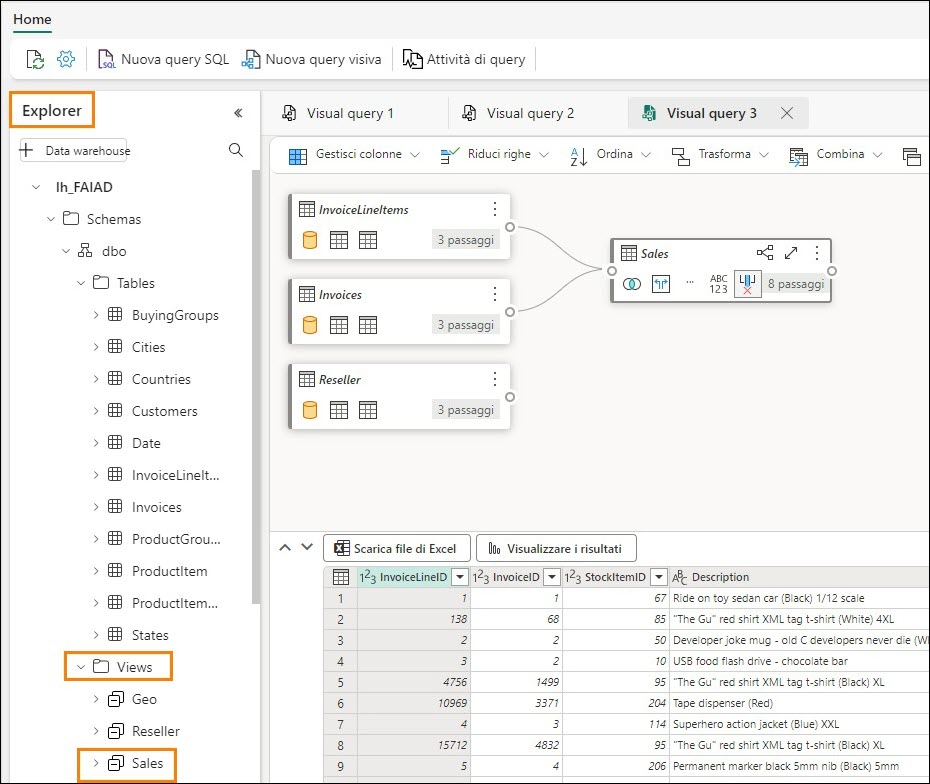 Home
Nuova query SQL Nuova query visiva Attività di query
Explorer «
+ Data warehouse
lh_FAIAD
Schemas
dbo
Tables
BuyingGroups
Cities
Countries
Customers
Date
InvoiceLineIt...
Invoices
ProductGrou...
ProductItem
ProductItem...
States
Views
Geo
Reseller
Sales
Visual query 1 Visual query 2 Visual query 3
Gestisci colonne Riduci righe Ordina Trasforma Combina
InvoiceLineItems
3 passaggi
Invoices
3 passaggi
Reseller
3 passaggi
Sales
ABC
123
8 passaggi
Scarica file di Excel Visualizzare i risultati
InvoiceLineID InvoiceID StockItemID Description
1 1 1 67 Ride on toy sedan car (Black) 1/12 scale
2 138 68 85 "The Gu" red shirt XML tag t-shirt (White) 4XL
3 2 2 50 Developer joke mug - old C developers never die (W
4 3 2 10 USB food flash drive - chocolate bar
5 4756 1499 95 "The Gu" red shirt XML tag t-shirt (Black) XL
6 10969 3371 204 Tape dispenser (Red)
7 4 3 114 Superhero action jacket (Blue) XXL
8 15712 4832 95 "The Gu" red shirt XML tag t-shirt (Black) XL
9 5 4 206 Permanent marker black 5mm nib (Black) 5mm